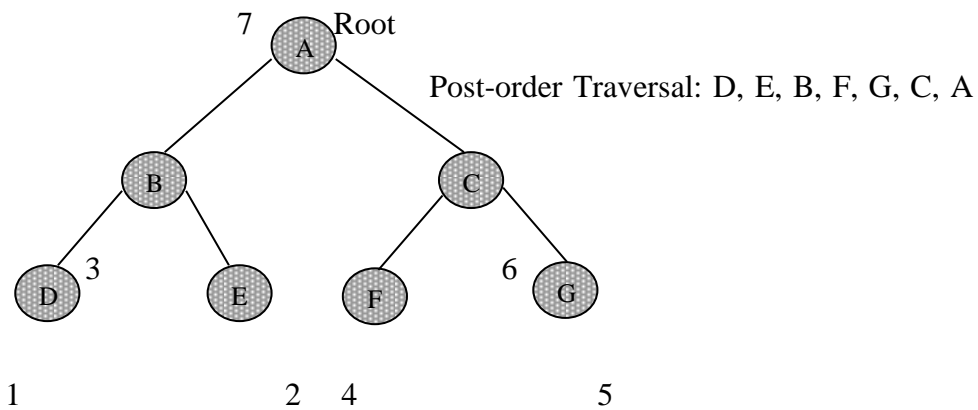 7 Root
A
Post-order Traversal: D, E, B, F, G, C, A
B C
3 6
D E F G
1 2 4 5